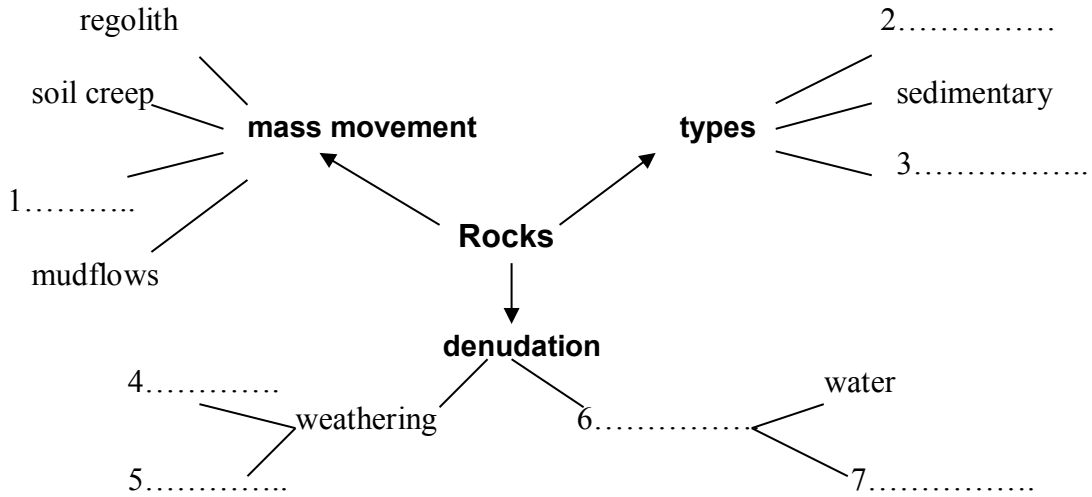 regolith
2……………
soil creep
sedimentary
mass movement
types
3……………..
1………..
Rocks
mudflows
denudation
4………….
water
weathering
6…………….
5…………..
7…………….